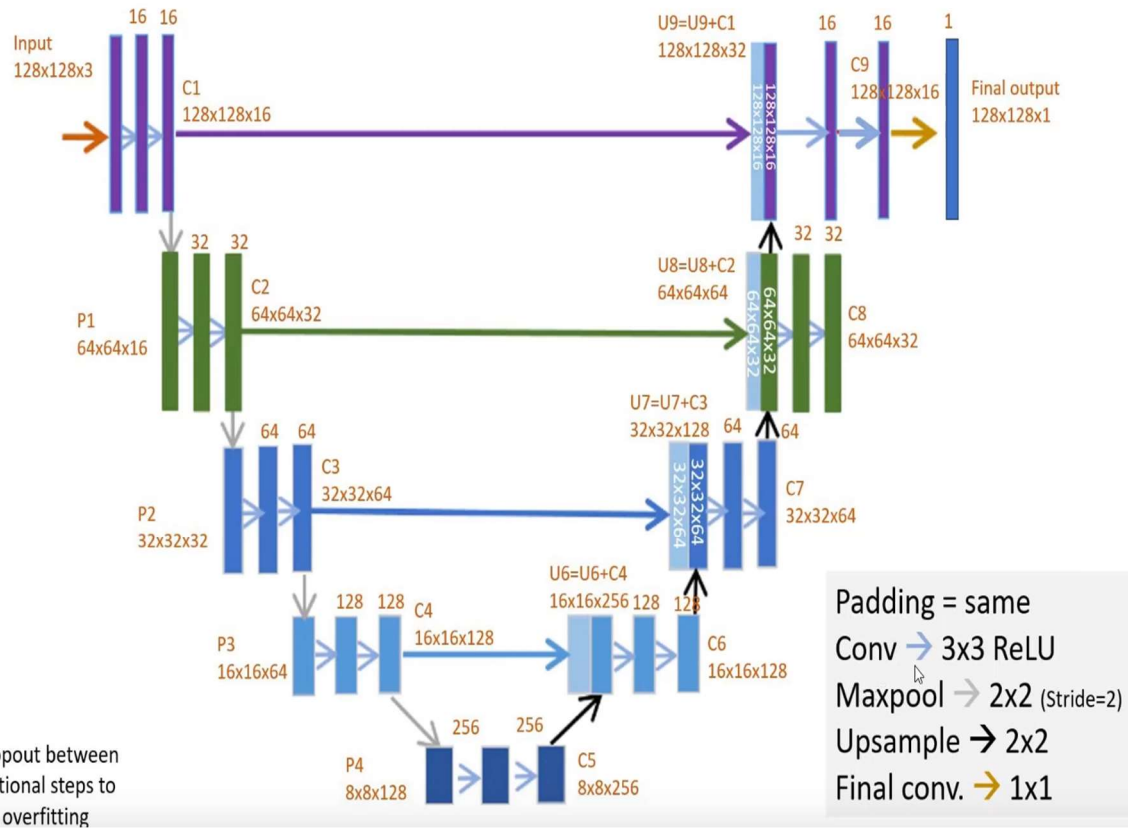 16 16
Input
128x128x3
C1
128x128x16
U9=U9+C1
128x128x32
128x128x16
128x128x16
16
16
C9
128x128x16
1
Final output
128x128x1
P1
64x64x16
32
32
C2
64x64x32
U8=U8+C2
64x64x64
64x64x32
64x64x32
32 32
C8
64x64x32
P2
32x32x32
64
64
C3
32x32x64
U7=U7+C3
32x32x128
32x32x64
32x32x64
64
64
C7
32x32x64
P3
16x16x64
128
128
C4
16x16x128
U6=U6+C4
16x16x256
128
128
C6
16x16x128
P4
8x8x128
256
256
C5
8x8x256
between
steps to
overfitting
Padding = same
Conv → 3x3 ReLU
Maxpool → 2x2 (Stride=2)
Upsample → 2x2
Final conv. → 1x1